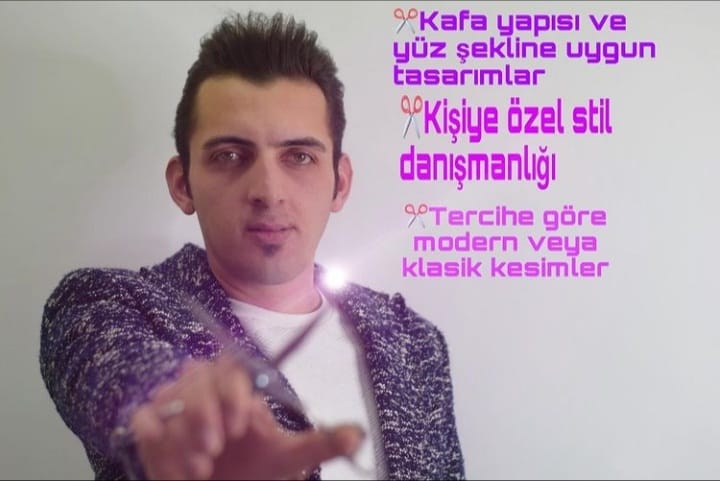 ✂️Kafa yapısı ve
yüz şekline uygun
tasarımlar
✂️Kişiye özel stil
danışmanlığı
✂️Tercihe göre
modern veya
klasik kesimler